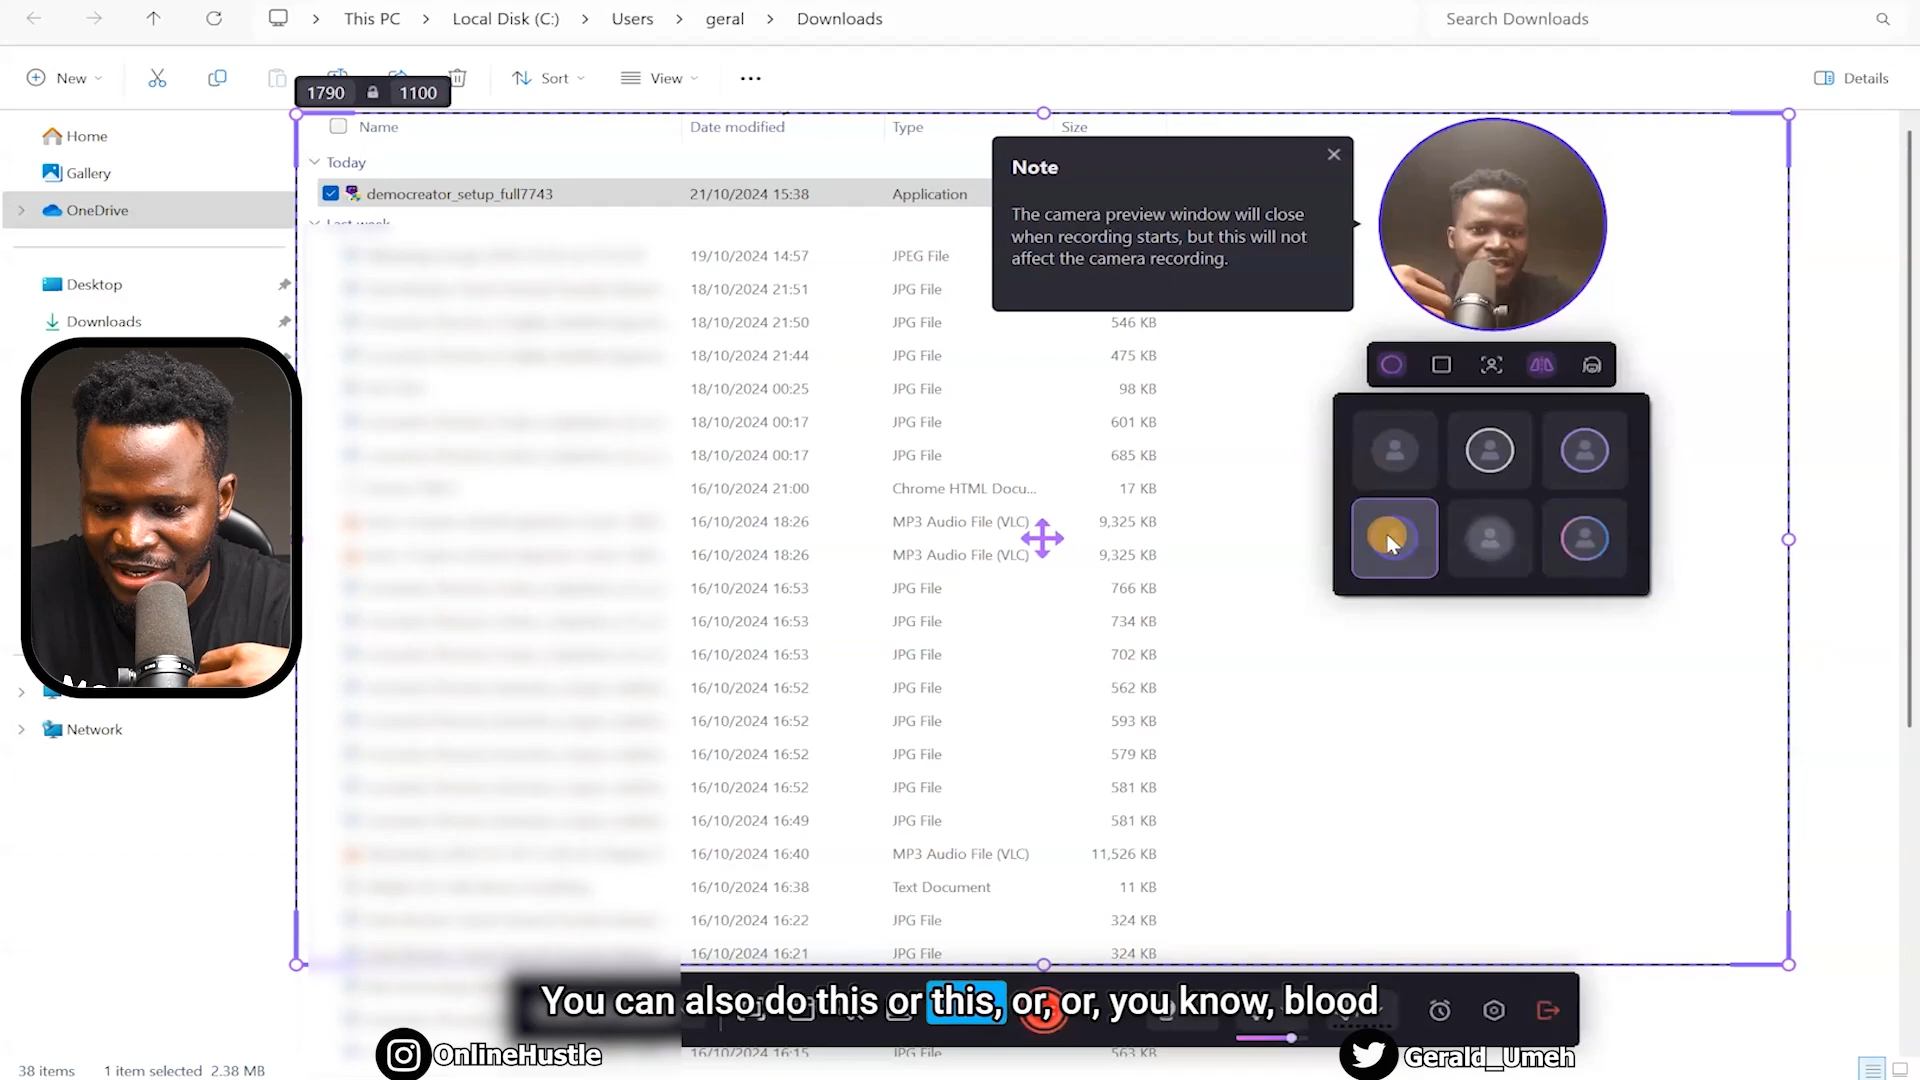 This PC > Local Disk (C:) > Users > geral > Downloads
Search Downloads
New
Sort
View
Details
1790 1100
Home
Gallery
OneDrive
Desktop
Downloads
Network
Name Date modified Type Size
Today
democreator_setup_full7743 21/10/2024 15:38 Application
Last week
19/10/2024 14:57 JPEG File
18/10/2024 21:51 JPG File
18/10/2024 21:50 JPG File 546 KB
18/10/2024 21:44 JPG File 475 KB
18/10/2024 00:25 JPG File 98 KB
18/10/2024 00:17 JPG File 601 KB
18/10/2024 00:17 JPG File 685 KB
16/10/2024 21:00 Chrome HTML Docu... 17 KB
16/10/2024 18:26 MP3 Audio File (VLC) 9,325 KB
16/10/2024 18:26 MP3 Audio File (VLC) 9,325 KB
16/10/2024 16:53 JPG File 766 KB
16/10/2024 16:53 JPG File 734 KB
16/10/2024 16:53 JPG File 702 KB
16/10/2024 16:52 JPG File 562 KB
16/10/2024 16:52 JPG File 593 KB
16/10/2024 16:52 JPG File 579 KB
16/10/2024 16:52 JPG File 581 KB
16/10/2024 16:49 JPG File 581 KB
16/10/2024 16:40 MP3 Audio File (VLC) 11,526 KB
16/10/2024 16:38 Text Document 11 KB
16/10/2024 16:22 JPG File 324 KB
16/10/2024 16:21 JPG File 324 KB
16/10/2024 16:15 JPG File 563 KB
Note
The camera preview window will close
when recording starts, but this will not
affect the camera recording.
You can also do this or this, or, or, you know, blood
OnlineHustle
Gerald_Umeh
38 items 1 item selected 2.38 MB